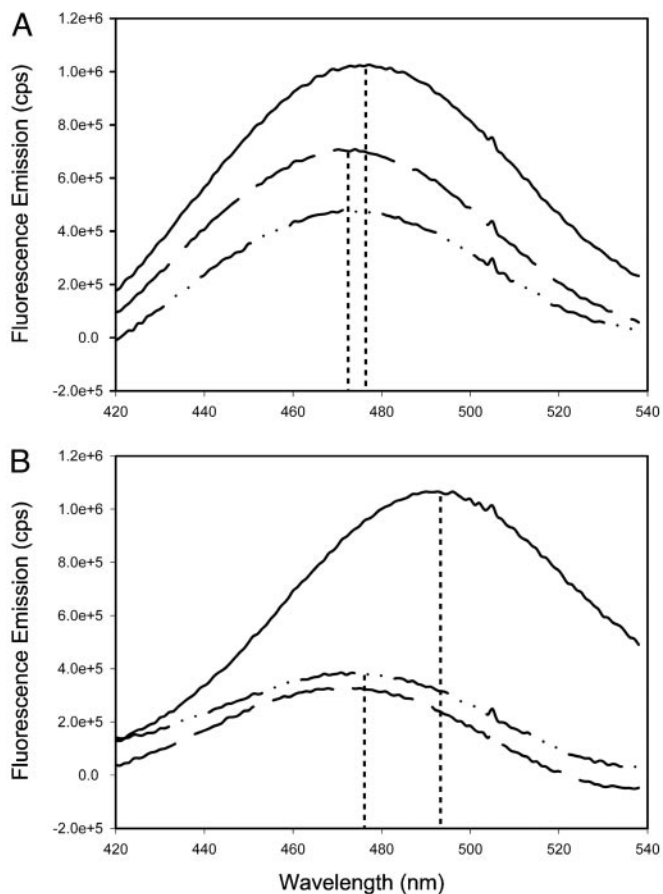 A
Fluorescence Emission (cps)
1.2e+6
1.0e+6
8.0e+5
6.0e+5
4.0e+5
2.0e+5
0.0
-2.0e+5
420 440 460 480 500 520 540
B
Fluorescence Emission (cps)
1.2e+6
1.0e+6
8.0e+5
6.0e+5
4.0e+5
2.0e+5
0.0
-2.0e+5
420 440 460 480 500 520 540
Wavelength (nm)